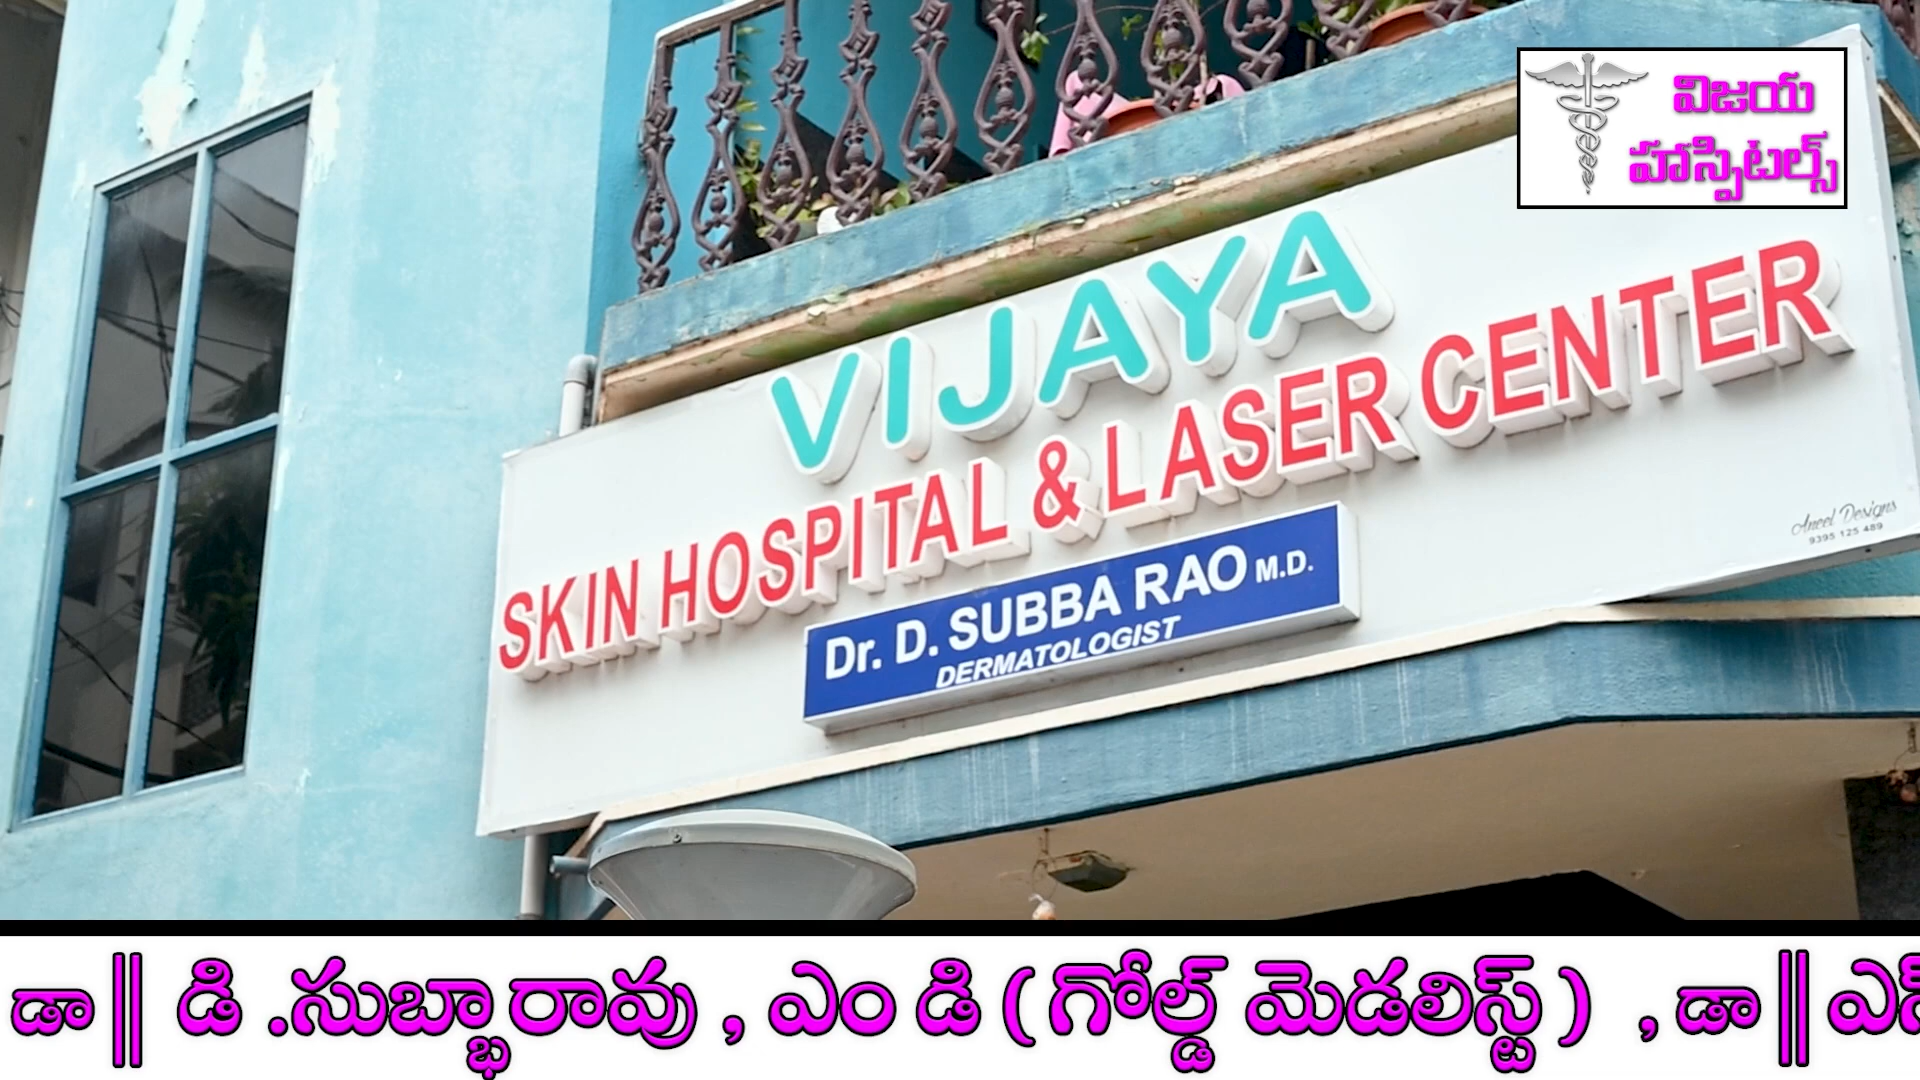 విజయ
హాస్పిటల్స్
VIJAYA
SKIN HOSPITAL & LASER CENTER
Dr. D. SUBBA RAO M.D.
DERMATOLOGIST
Aneel Designs
9395 125 489
డా|| డి .సుబ్బారావు , ఎం డి ( గోల్డ్ మెడలిస్ట్ ) , డా||